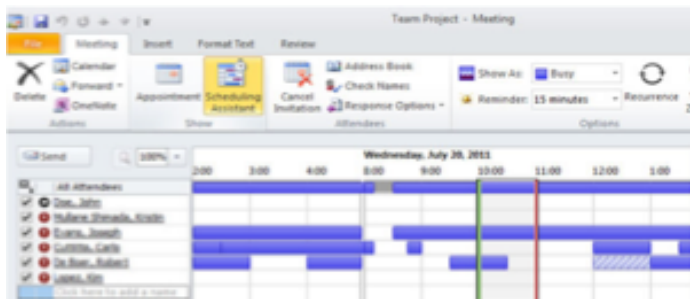 Team Project - Meeting
File Meeting Insert Format Text Review
Calendar Address Book Show As: Busy
Delete Forward Appointment Scheduling Cancel Check Names Reminder: 15 minutes Recurrence
OneNote Assistant Invitation Response Options
Actions Show Attendees Options
Send 100% Wednesday, July 20, 2011
2:00 3:00 4:00 8:00 9:00 10:00 11:00 12:00 1:00
All Attendees
Doe, John
Mullane Shimada, Kristin
Evans, Joseph
De Boer, Robert
Lopez, Kim
Click here to add a name